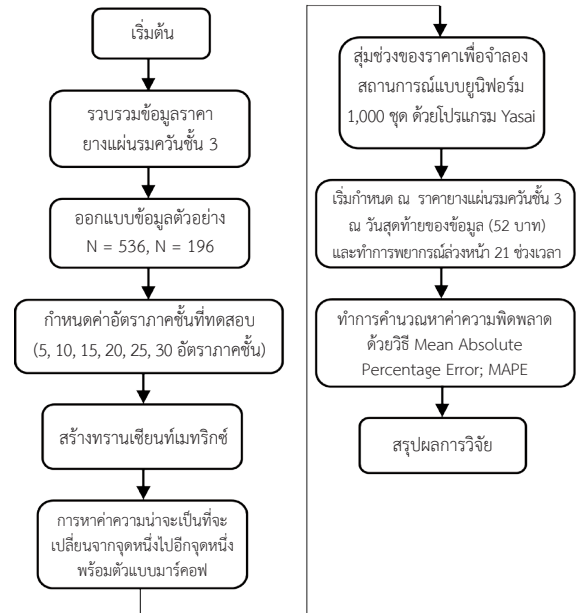 เริ่มต้น
รวบรวมข้อมูลราคา
ยางแผ่นรมควันชั้น 3
ออกแบบข้อมูลตัวอย่าง
N = 536, N = 196
กำหนดค่าอัตราภาคชั้นที่ทดสอบ
(5, 10, 15, 20, 25, 30 อัตราภาคชั้น)
สร้างทรานเซียนท์เมทริกซ์
การหาค่าความน่าจะเป็นที่จะ
เปลี่ยนจากจุดหนึ่งไปอีกจุดหนึ่ง
พร้อมตัวแบบมาร์คอฟ
สุ่มช่วงของราคาเพื่อจำลอง
สถานการณ์แบบยูนิฟอร์ม
1,000 ชุด ด้วยโปรแกรม Yasai
เริ่มกำหนด ณ ราคายางแผ่นรมควันชั้น 3
ณ วันสุดท้ายของข้อมูล (52 บาท)
และทำการพยากรณ์ล่วงหน้า 21 ช่วงเวลา
ทำการคำนวณหาค่าความพิดพลาด
ด้วยวิธี Mean Absolute
Percentage Error; MAPE
สรุปผลการวิจัย